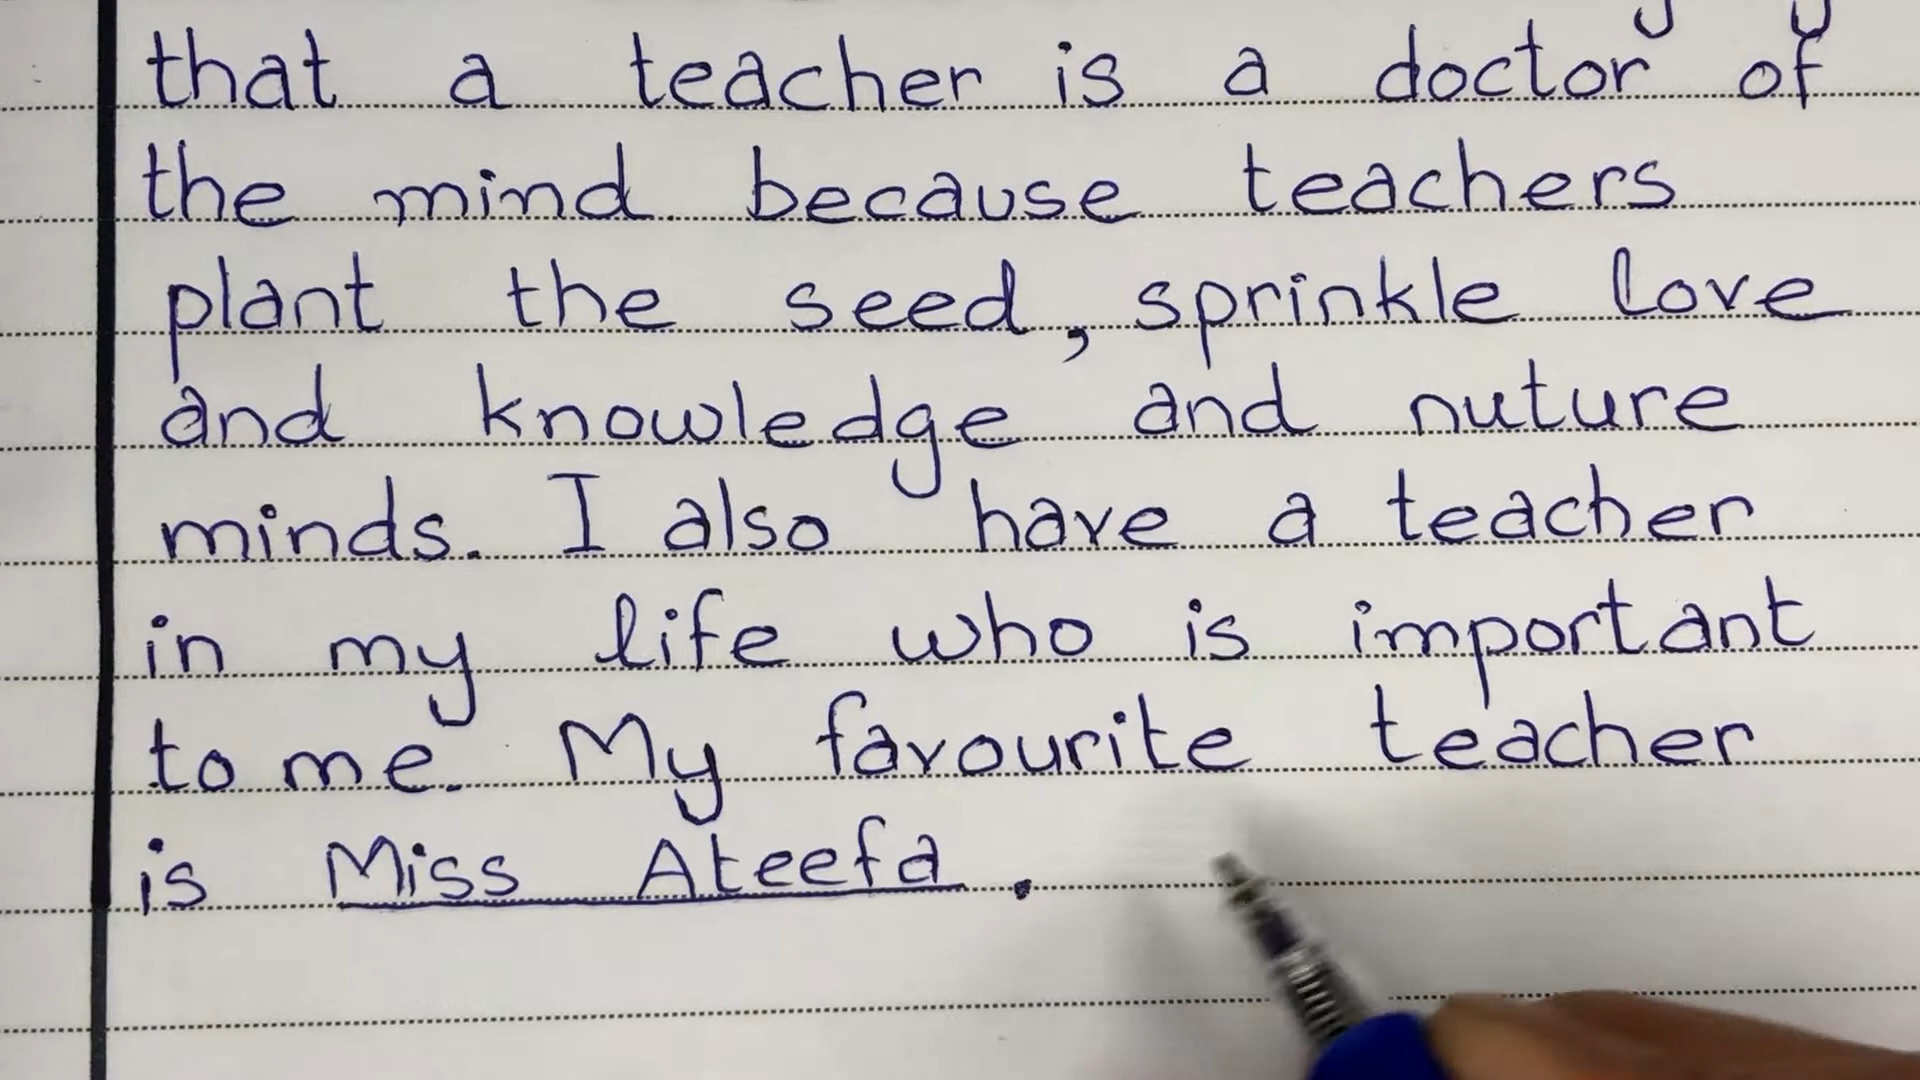 that a teacher is a doctor of
the mind because teachers
plant the seed, sprinkle love
and knowledge and nuture
minds. I also have a teacher
in my life who is important
to me. My favourite teacher
is Miss Ateefa.